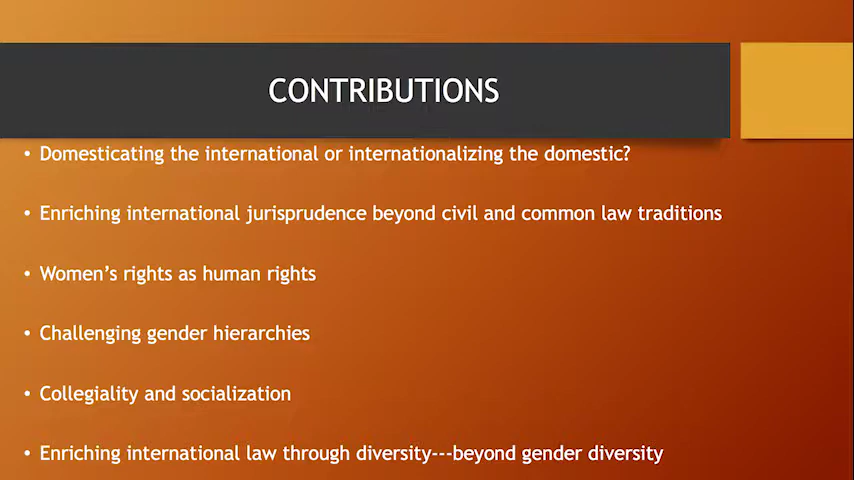 CONTRIBUTIONS
• Domesticating the international or internationalizing the domestic?
• Enriching international jurisprudence beyond civil and common law traditions
• Women’s rights as human rights
• Challenging gender hierarchies
• Collegiality and socialization
• Enriching international law through diversity---beyond gender diversity